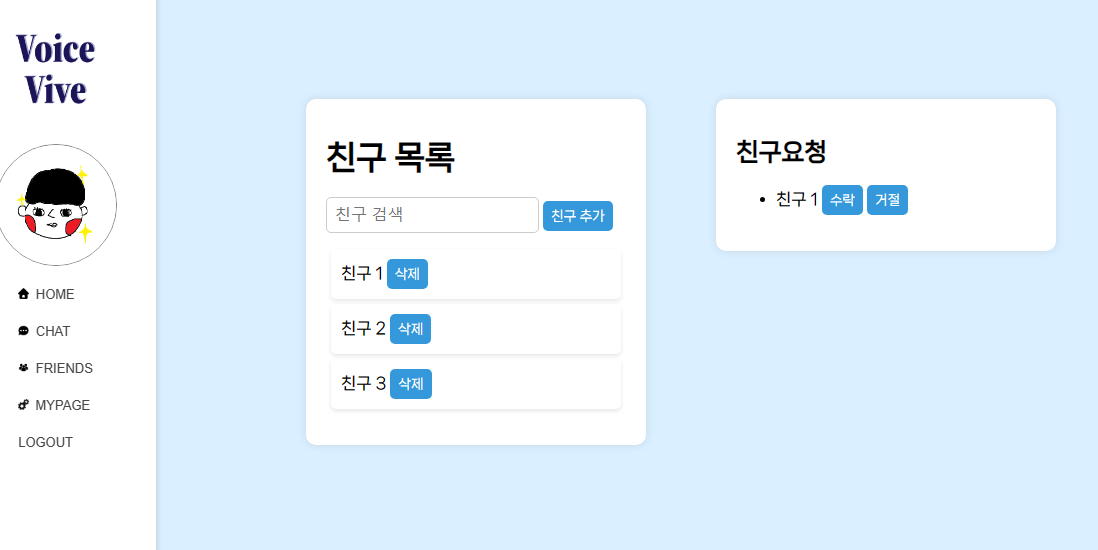 Voice
Vive
HOME
CHAT
FRIENDS
MYPAGE
LOGOUT
친구 목록
친구 검색 친구 추가
친구 1 삭제
친구 2 삭제
친구 3 삭제
친구요청
친구 1 수락 거절